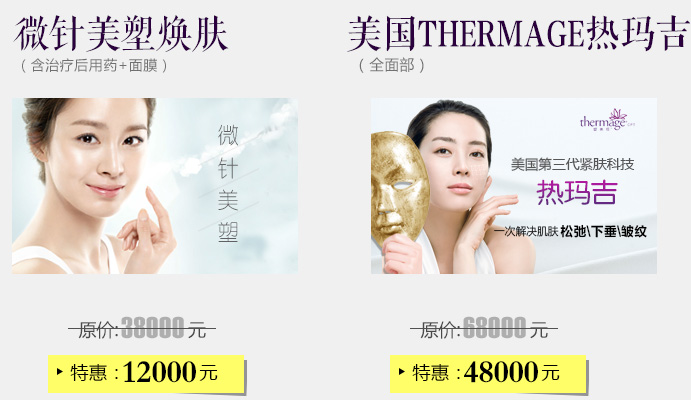 微针美塑焕肤
（含治疗后用药+面膜）
微针美塑
原价:38000元
特惠：12000元
美国THERMAGE热玛吉
（全面部）
thermage
美国第三代紧肤科技
热玛吉
一次解决肌肤 松弛\下垂\皱纹
原价:68000元
特惠：48000元